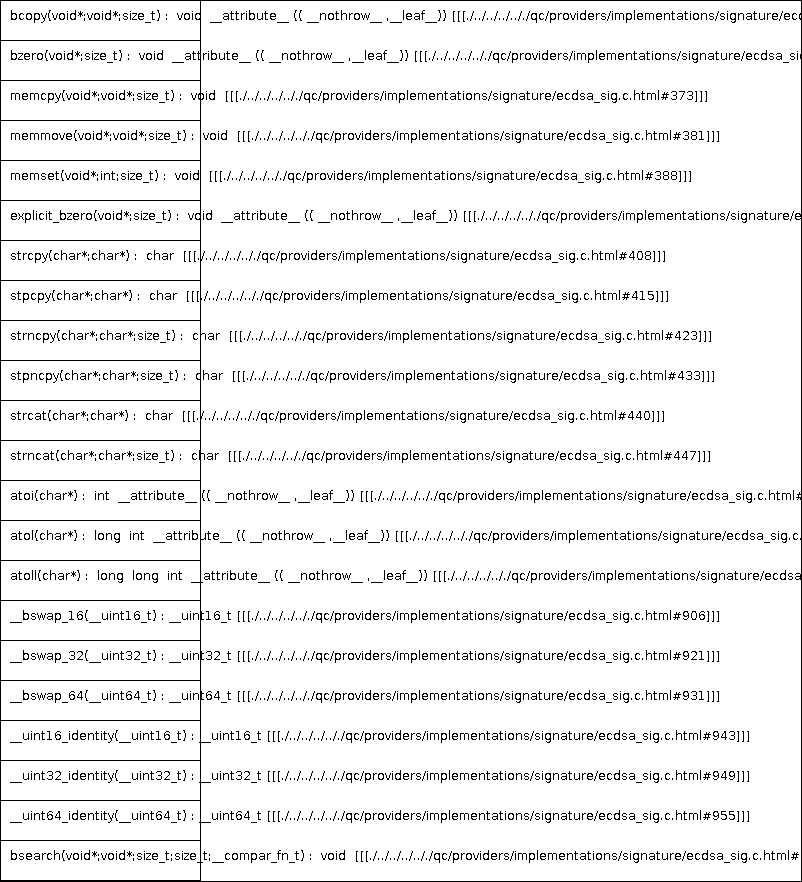 bcopy(void*;void*;size_t) :  void  __attribute__ (( __nothrow__ ,__leaf__)) [[[./../../../../../qc/providers/implementations/signature/ec
bzero(void*;size_t) :  void  __attribute__ (( __nothrow__ ,__leaf__)) [[[./../../../../../qc/providers/implementations/signature/ecdsa_si
memcpy(void*;void*;size_t) :  void  [[[./../../../../../qc/providers/implementations/signature/ecdsa_sig.c.html#373]]]
memmove(void*;void*;size_t) :  void  [[[./../../../../../qc/providers/implementations/signature/ecdsa_sig.c.html#381]]]
memset(void*;int;size_t) :  void  [[[./../../../../../qc/providers/implementations/signature/ecdsa_sig.c.html#388]]]
explicit_bzero(void*;size_t) :  void  __attribute__ (( __nothrow__ ,__leaf__)) [[[./../../../../../qc/providers/implementations/signature/e
strcpy(char*;char*) :  char  [[[./../../../../../qc/providers/implementations/signature/ecdsa_sig.c.html#408]]]
stpcpy(char*;char*) :  char  [[[./../../../../../qc/providers/implementations/signature/ecdsa_sig.c.html#415]]]
strncpy(char*;char*;size_t) :  char  [[[./../../../../../qc/providers/implementations/signature/ecdsa_sig.c.html#423]]]
stpncpy(char*;char*;size_t) :  char  [[[./../../../../../qc/providers/implementations/signature/ecdsa_sig.c.html#433]]]
strcat(char*;char*) :  char  [[[./../../../../../qc/providers/implementations/signature/ecdsa_sig.c.html#440]]]
strncat(char*;char*;size_t) :  char  [[[./../../../../../qc/providers/implementations/signature/ecdsa_sig.c.html#447]]]
atoi(char*) :  int  __attribute__ (( __nothrow__ ,__leaf__)) [[[./../../../../../qc/providers/implementations/signature/ecdsa_sig.c.html#
atol(char*) :  long  int  __attribute__ (( __nothrow__ ,__leaf__)) [[[./../../../../../qc/providers/implementations/signature/ecdsa_sig.c.
atoll(char*) :  long  long  int  __attribute__ (( __nothrow__ ,__leaf__)) [[[./../../../../../qc/providers/implementations/signature/ecdsa
__bswap_16(__uint16_t) : __uint16_t [[[./../../../../../qc/providers/implementations/signature/ecdsa_sig.c.html#906]]]
__bswap_32(__uint32_t) : __uint32_t [[[./../../../../../qc/providers/implementations/signature/ecdsa_sig.c.html#921]]]
__bswap_64(__uint64_t) : __uint64_t [[[./../../../../../qc/providers/implementations/signature/ecdsa_sig.c.html#931]]]
__uint16_identity(__uint16_t) : __uint16_t [[[./../../../../../qc/providers/implementations/signature/ecdsa_sig.c.html#943]]]
__uint32_identity(__uint32_t) : __uint32_t [[[./../../../../../qc/providers/implementations/signature/ecdsa_sig.c.html#949]]]
__uint64_identity(__uint64_t) : __uint64_t [[[./../../../../../qc/providers/implementations/signature/ecdsa_sig.c.html#955]]]
bsearch(void*;void*;size_t;size_t;__compar_fn_t) :  void  [[[./../../../../../qc/providers/implementations/signature/ecdsa_sig.c.html#